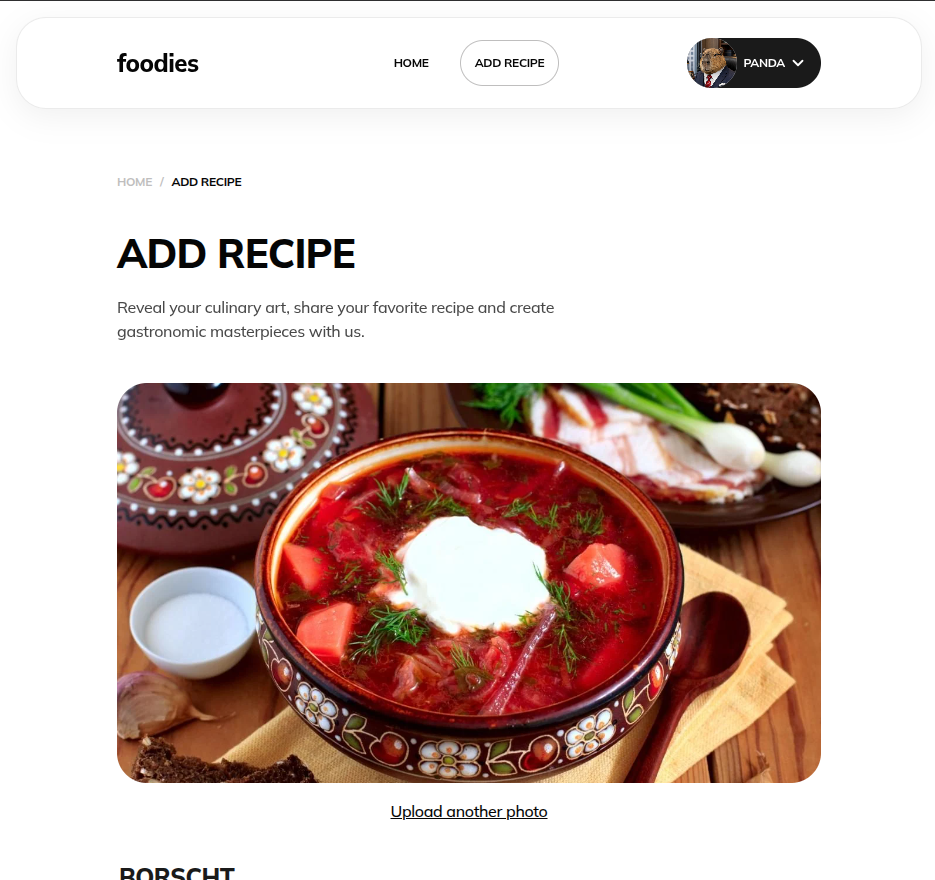 foodies
HOME
ADD RECIPE
PANDA
HOME / ADD RECIPE
ADD RECIPE
Reveal your culinary art, share your favorite recipe and create
gastronomic masterpieces with us.
Upload another photo
BORSCHT